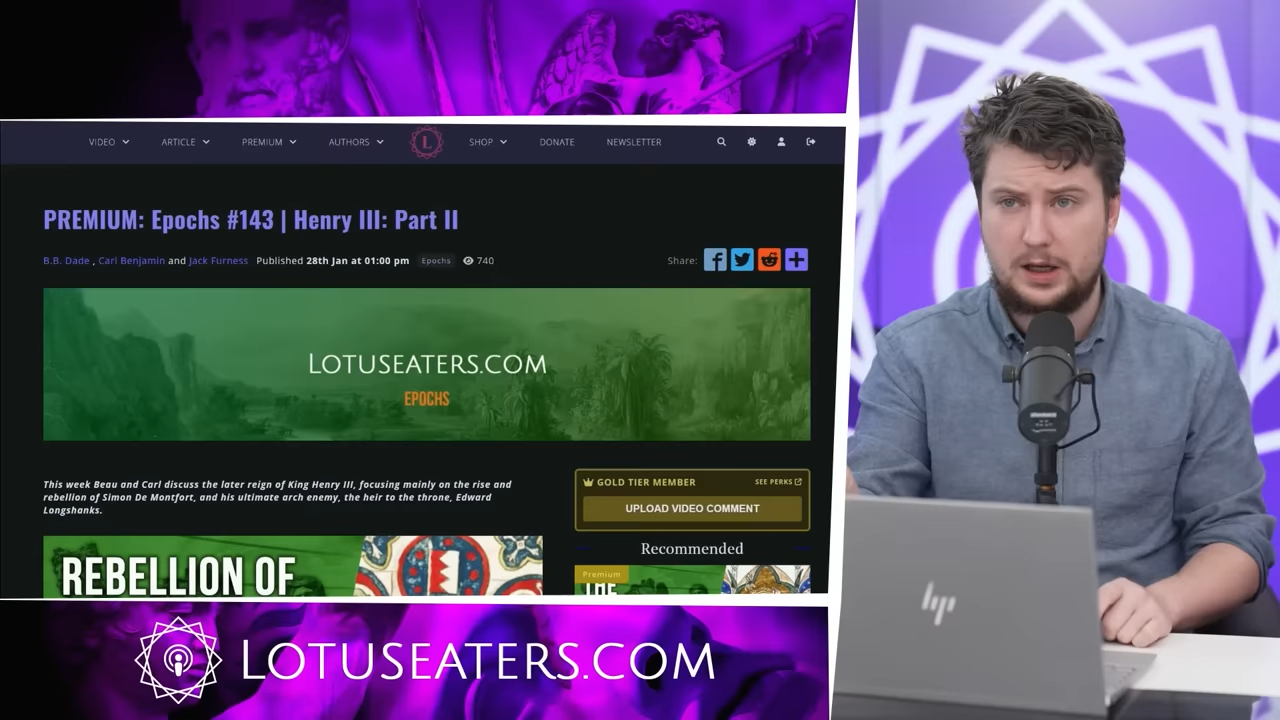 VIDEO ARTICLE PREMIUM AUTHORS L SHOP DONATE NEWSLETTER
PREMIUM: Epochs #143 | Henry III: Part II
B.B. Dade , Carl Benjamin and Jack Furness Published 28th Jan at 01:00 pm Epochs 740 Share:
LOTUSEATERS.COM
EPOCHS
This week Beau and Carl discuss the later reign of King Henry III, focusing mainly on the rise and
rebellion of Simon De Montfort, and his ultimate arch enemy, the heir to the throne, Edward
Longshanks.
GOLD TIER MEMBER SEE PERKS
UPLOAD VIDEO COMMENT
Recommended
REBELLION OF
Premium
THE
LOTUSEATERS.COM
hp